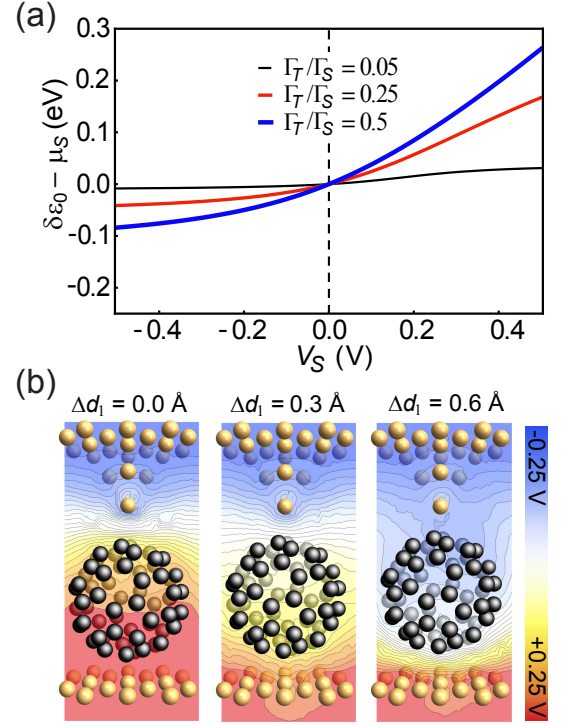 (a)
0.3
0.2
0.1
0.0
-0.1
-0.2
δε₀ − μ_S (eV)
Γ_T/Γ_S = 0.05
Γ_T/Γ_S = 0.25
Γ_T/Γ_S = 0.5
-0.4 -0.2 0.0 0.2 0.4
V_S (V)
(b)
Δd₁ = 0.0 Å Δd₁ = 0.3 Å Δd₁ = 0.6 Å
-0.25 V
+0.25 V